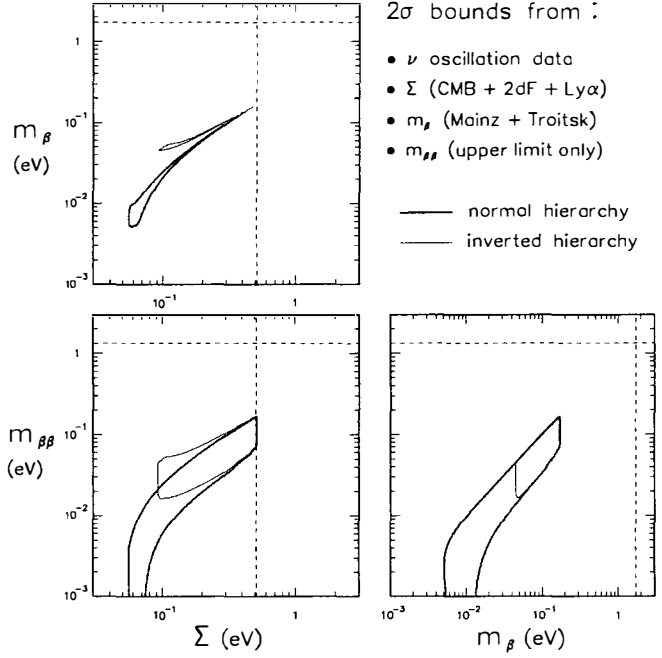 2σ bounds from :
• ν oscillation data
• Σ (CMB + 2dF + Lyα)
• m_β (Mainz + Troitsk)
• m_ββ (upper limit only)
normal hierarchy
inverted hierarchy
m_β
(eV)
1
10⁻¹
10⁻²
10⁻³
10⁻¹ 1
m_ββ
(eV)
1
10⁻¹
10⁻²
10⁻³
10⁻¹ 1
Σ (eV)
10⁻³ 10⁻² 10⁻¹ 1
m_β (eV)